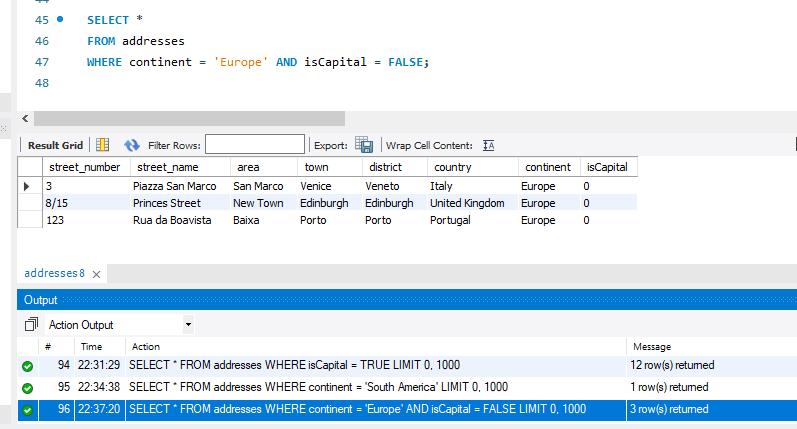 45 SELECT *
46 FROM addresses
47 WHERE continent = 'Europe' AND isCapital = FALSE;
48
Result Grid Filter Rows: Export: Wrap Cell Content:
street_number street_name area town district country continent isCapital
3 Piazza San Marco San Marco Venice Veneto Italy Europe 0
8/15 Princes Street New Town Edinburgh Edinburgh United Kingdom Europe 0
123 Rua da Boavista Baixa Porto Porto Portugal Europe 0
addresses8
Output
Action Output
# Time Action Message
94 22:31:29 SELECT * FROM addresses WHERE isCapital = TRUE LIMIT 0, 1000 12 row(s) returned
95 22:34:38 SELECT * FROM addresses WHERE continent = 'South America' LIMIT 0, 1000 1 row(s) returned
96 22:37:20 SELECT * FROM addresses WHERE continent = 'Europe' AND isCapital = FALSE LIMIT 0, 1000 3 row(s) returned